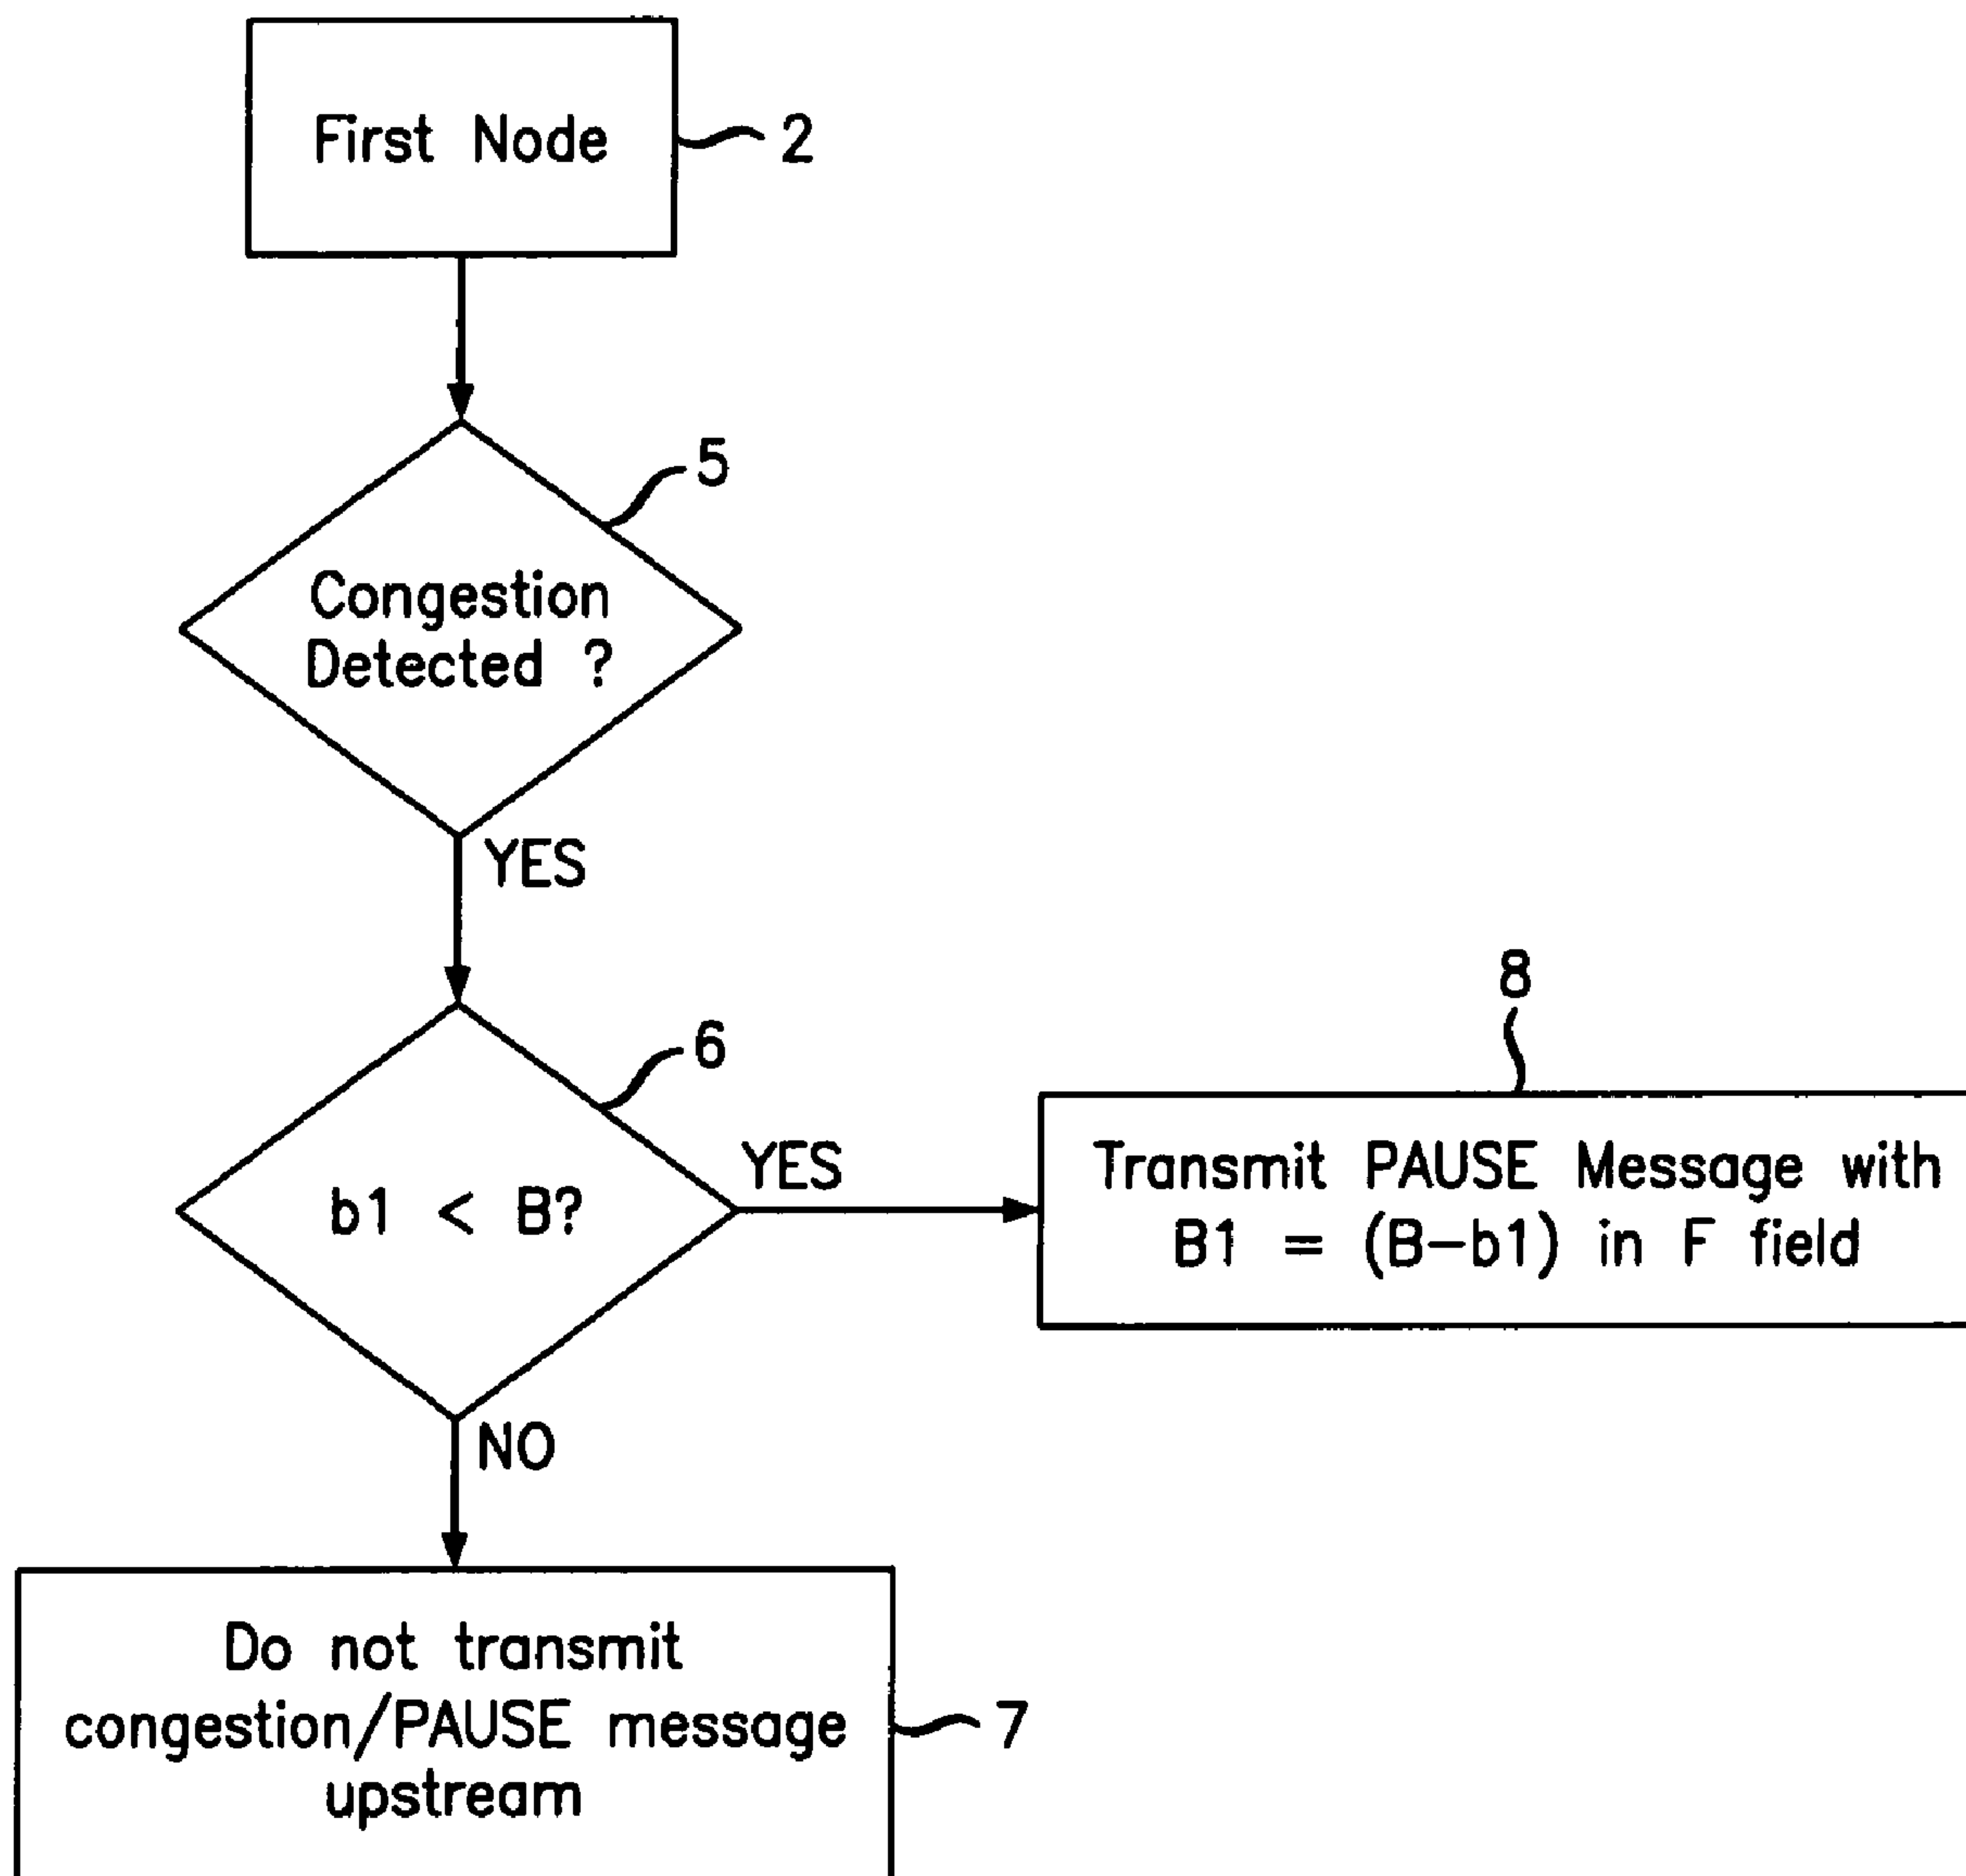 First Node
2
5
Congestion
Detected ?
YES
6
b1 < B?
YES
8
Transmit PAUSE Message with
B1 = (B-b1) in F field
NO
Do not transmit
congestion/PAUSE message
upstream
7